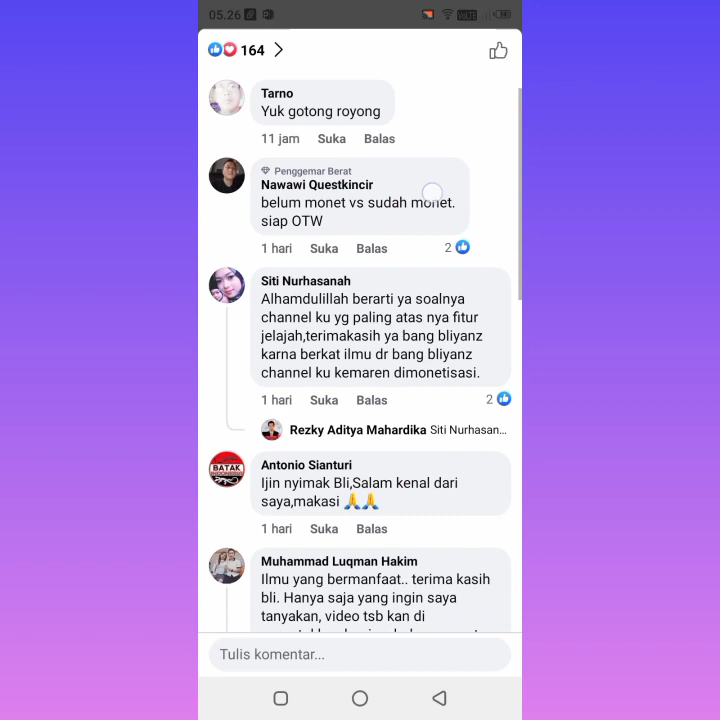 05.26
VoLTE
164
Tarno
Yuk gotong royong
11 jam Suka Balas
Penggemar Berat
Nawawi Questkincir
belum monet vs sudah monet.
siap OTW
1 hari Suka Balas 2
Siti Nurhasanah
Alhamdulillah berarti ya soalnya
channel ku yg paling atas nya fitur
jelajah,terimakasih ya bang bliyanz
karna berkat ilmu dr bang bliyanz
channel ku kemaren dimonetisasi.
1 hari Suka Balas 2
Rezky Aditya Mahardika Siti Nurhasan...
BATAK
INDONESIA
Antonio Sianturi
Ijin nyimak Bli,Salam kenal dari
saya,makasi 🙏🙏
1 hari Suka Balas
Muhammad Luqman Hakim
Ilmu yang bermanfaat.. terima kasih
bli. Hanya saja yang ingin saya
tanyakan, video tsb kan di
Tulis komentar...